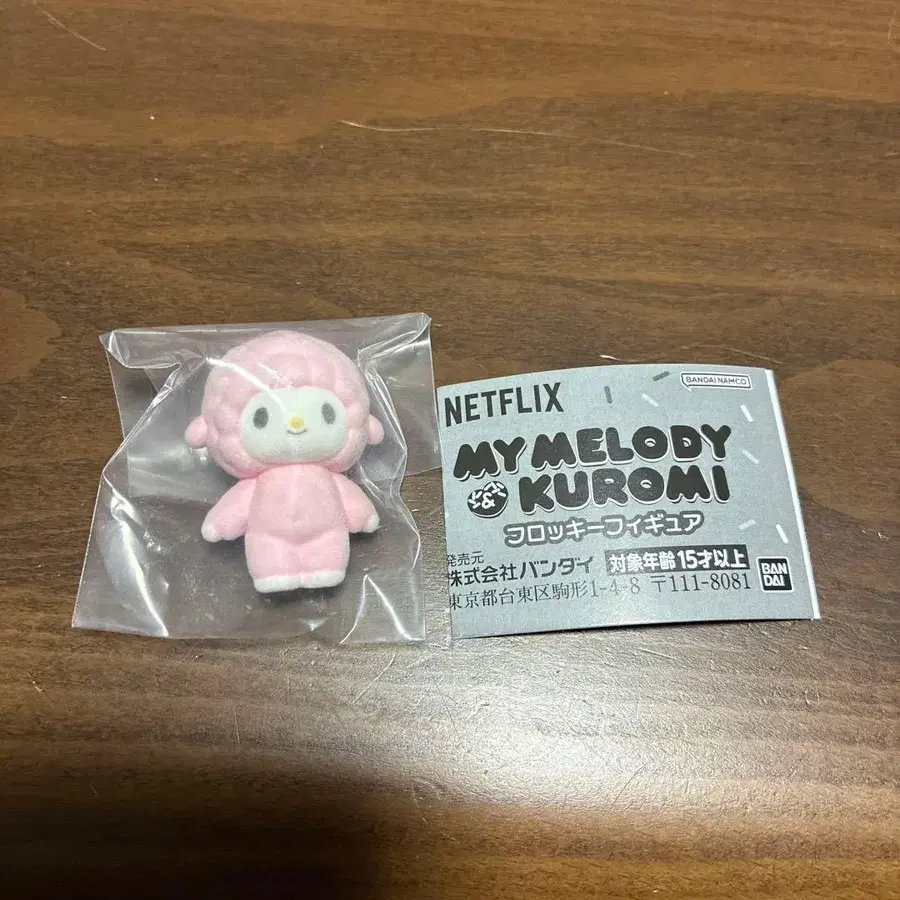 BANDAI NAMCO
NETFLIX
MY MELODY
& KUROMI
フロッキーフィギュア
発売元
株式会社バンダイ 対象年齢15才以上
東京都台東区駒形1-4-8 〒111-8081
BAN
DAI